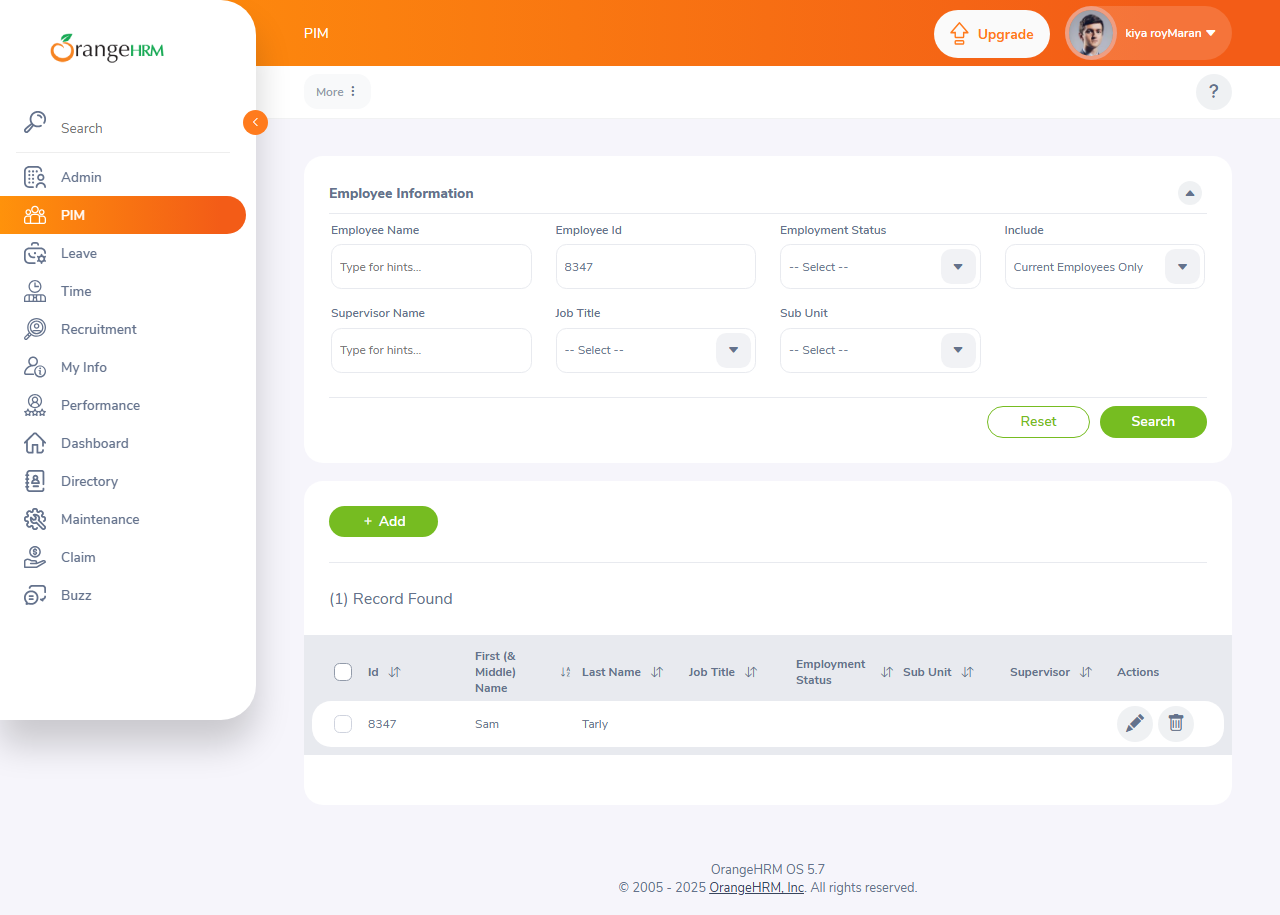 OrangeHRM
PIM
Upgrade
kiya royMaran
More
?
Search
Admin
PIM
Leave
Time
Recruitment
My Info
Performance
Dashboard
Directory
Maintenance
Claim
Buzz
Employee Information
Employee Name
Employee Id
Employment Status
Include
Type for hints...
8347
-- Select --
Current Employees Only
Supervisor Name
Job Title
Sub Unit
Type for hints...
-- Select --
-- Select --
Reset
Search
+ Add
(1) Record Found
Id
First (& Middle) Name
Last Name
Job Title
Employment Status
Sub Unit
Supervisor
Actions
8347
Sam
Tarly
OrangeHRM OS 5.7
© 2005 - 2025 OrangeHRM, Inc. All rights reserved.